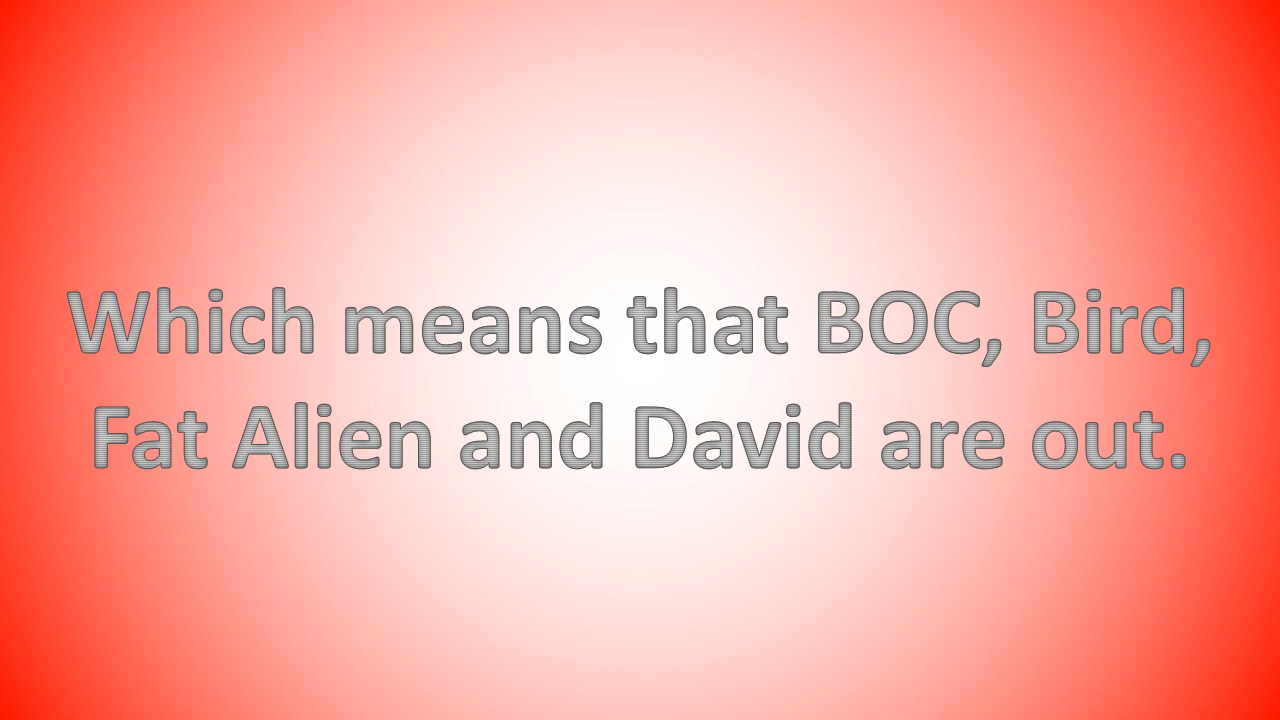 Which means that BOC, Bird,
Fat Alien and David are out.